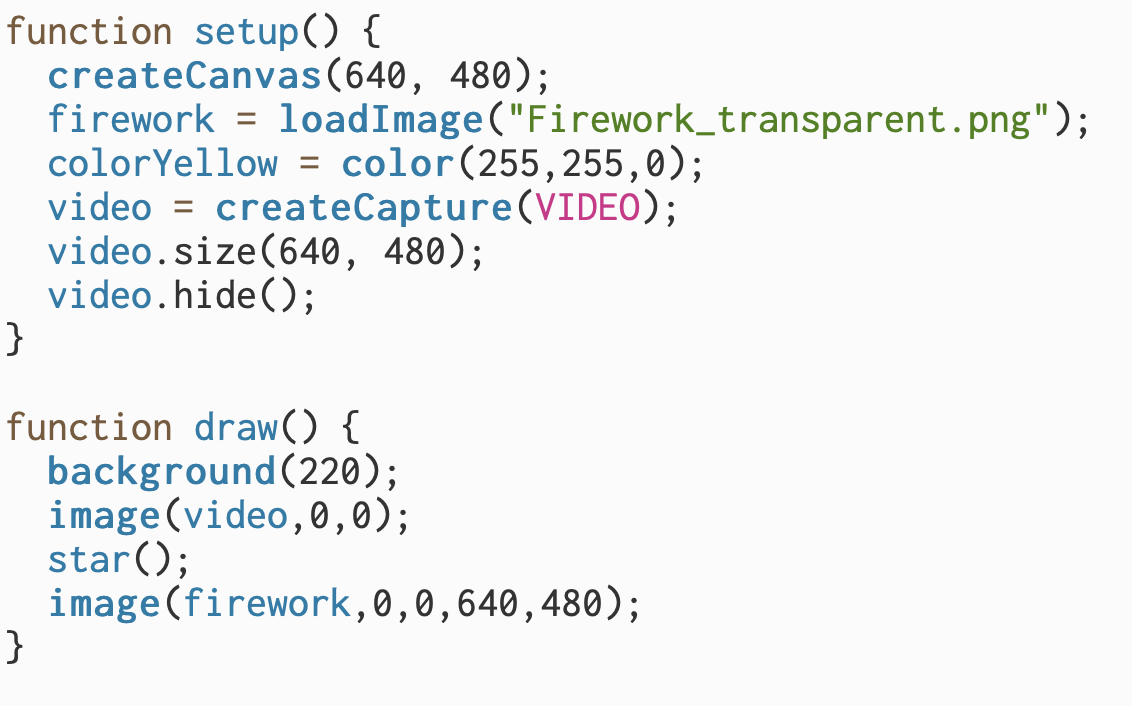 function setup() {
  createCanvas(640, 480);
  firework = loadImage("Firework_transparent.png");
  colorYellow = color(255,255,0);
  video = createCapture(VIDEO);
  video.size(640, 480);
  video.hide();
}

function draw() {
  background(220);
  image(video,0,0);
  star();
  image(firework,0,0,640,480);
}